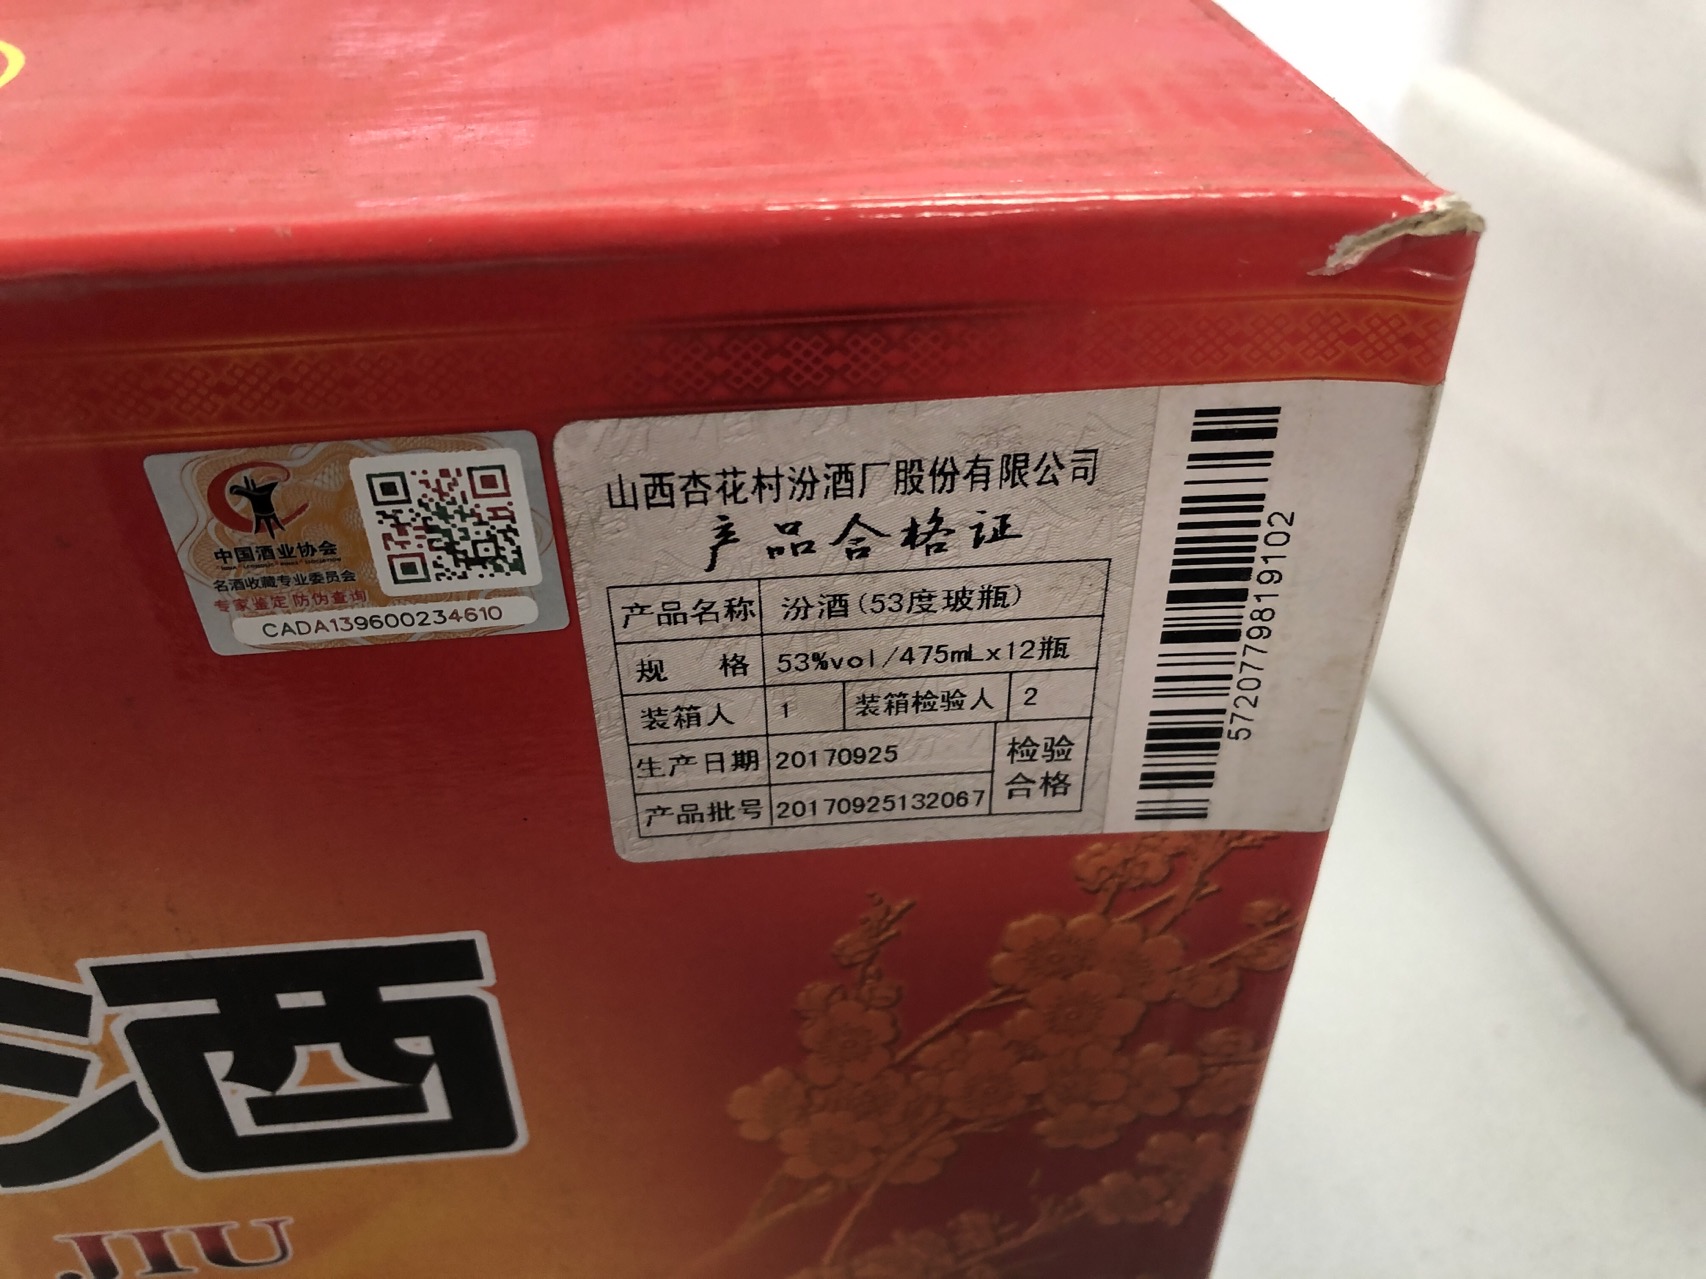 中国酒业协会
名酒收藏专业委员会
专家鉴定 防伪查询
CADA139600234610
山西杏花村汾酒厂股份有限公司
产品合格证
产品名称 汾酒(53度玻瓶)
规 格 53%vol/475mLx12瓶
装箱人 1 装箱检验人 2
生产日期 20170925 检验
产品批号 20170925132067 合格
5720779819102
酒
JIU